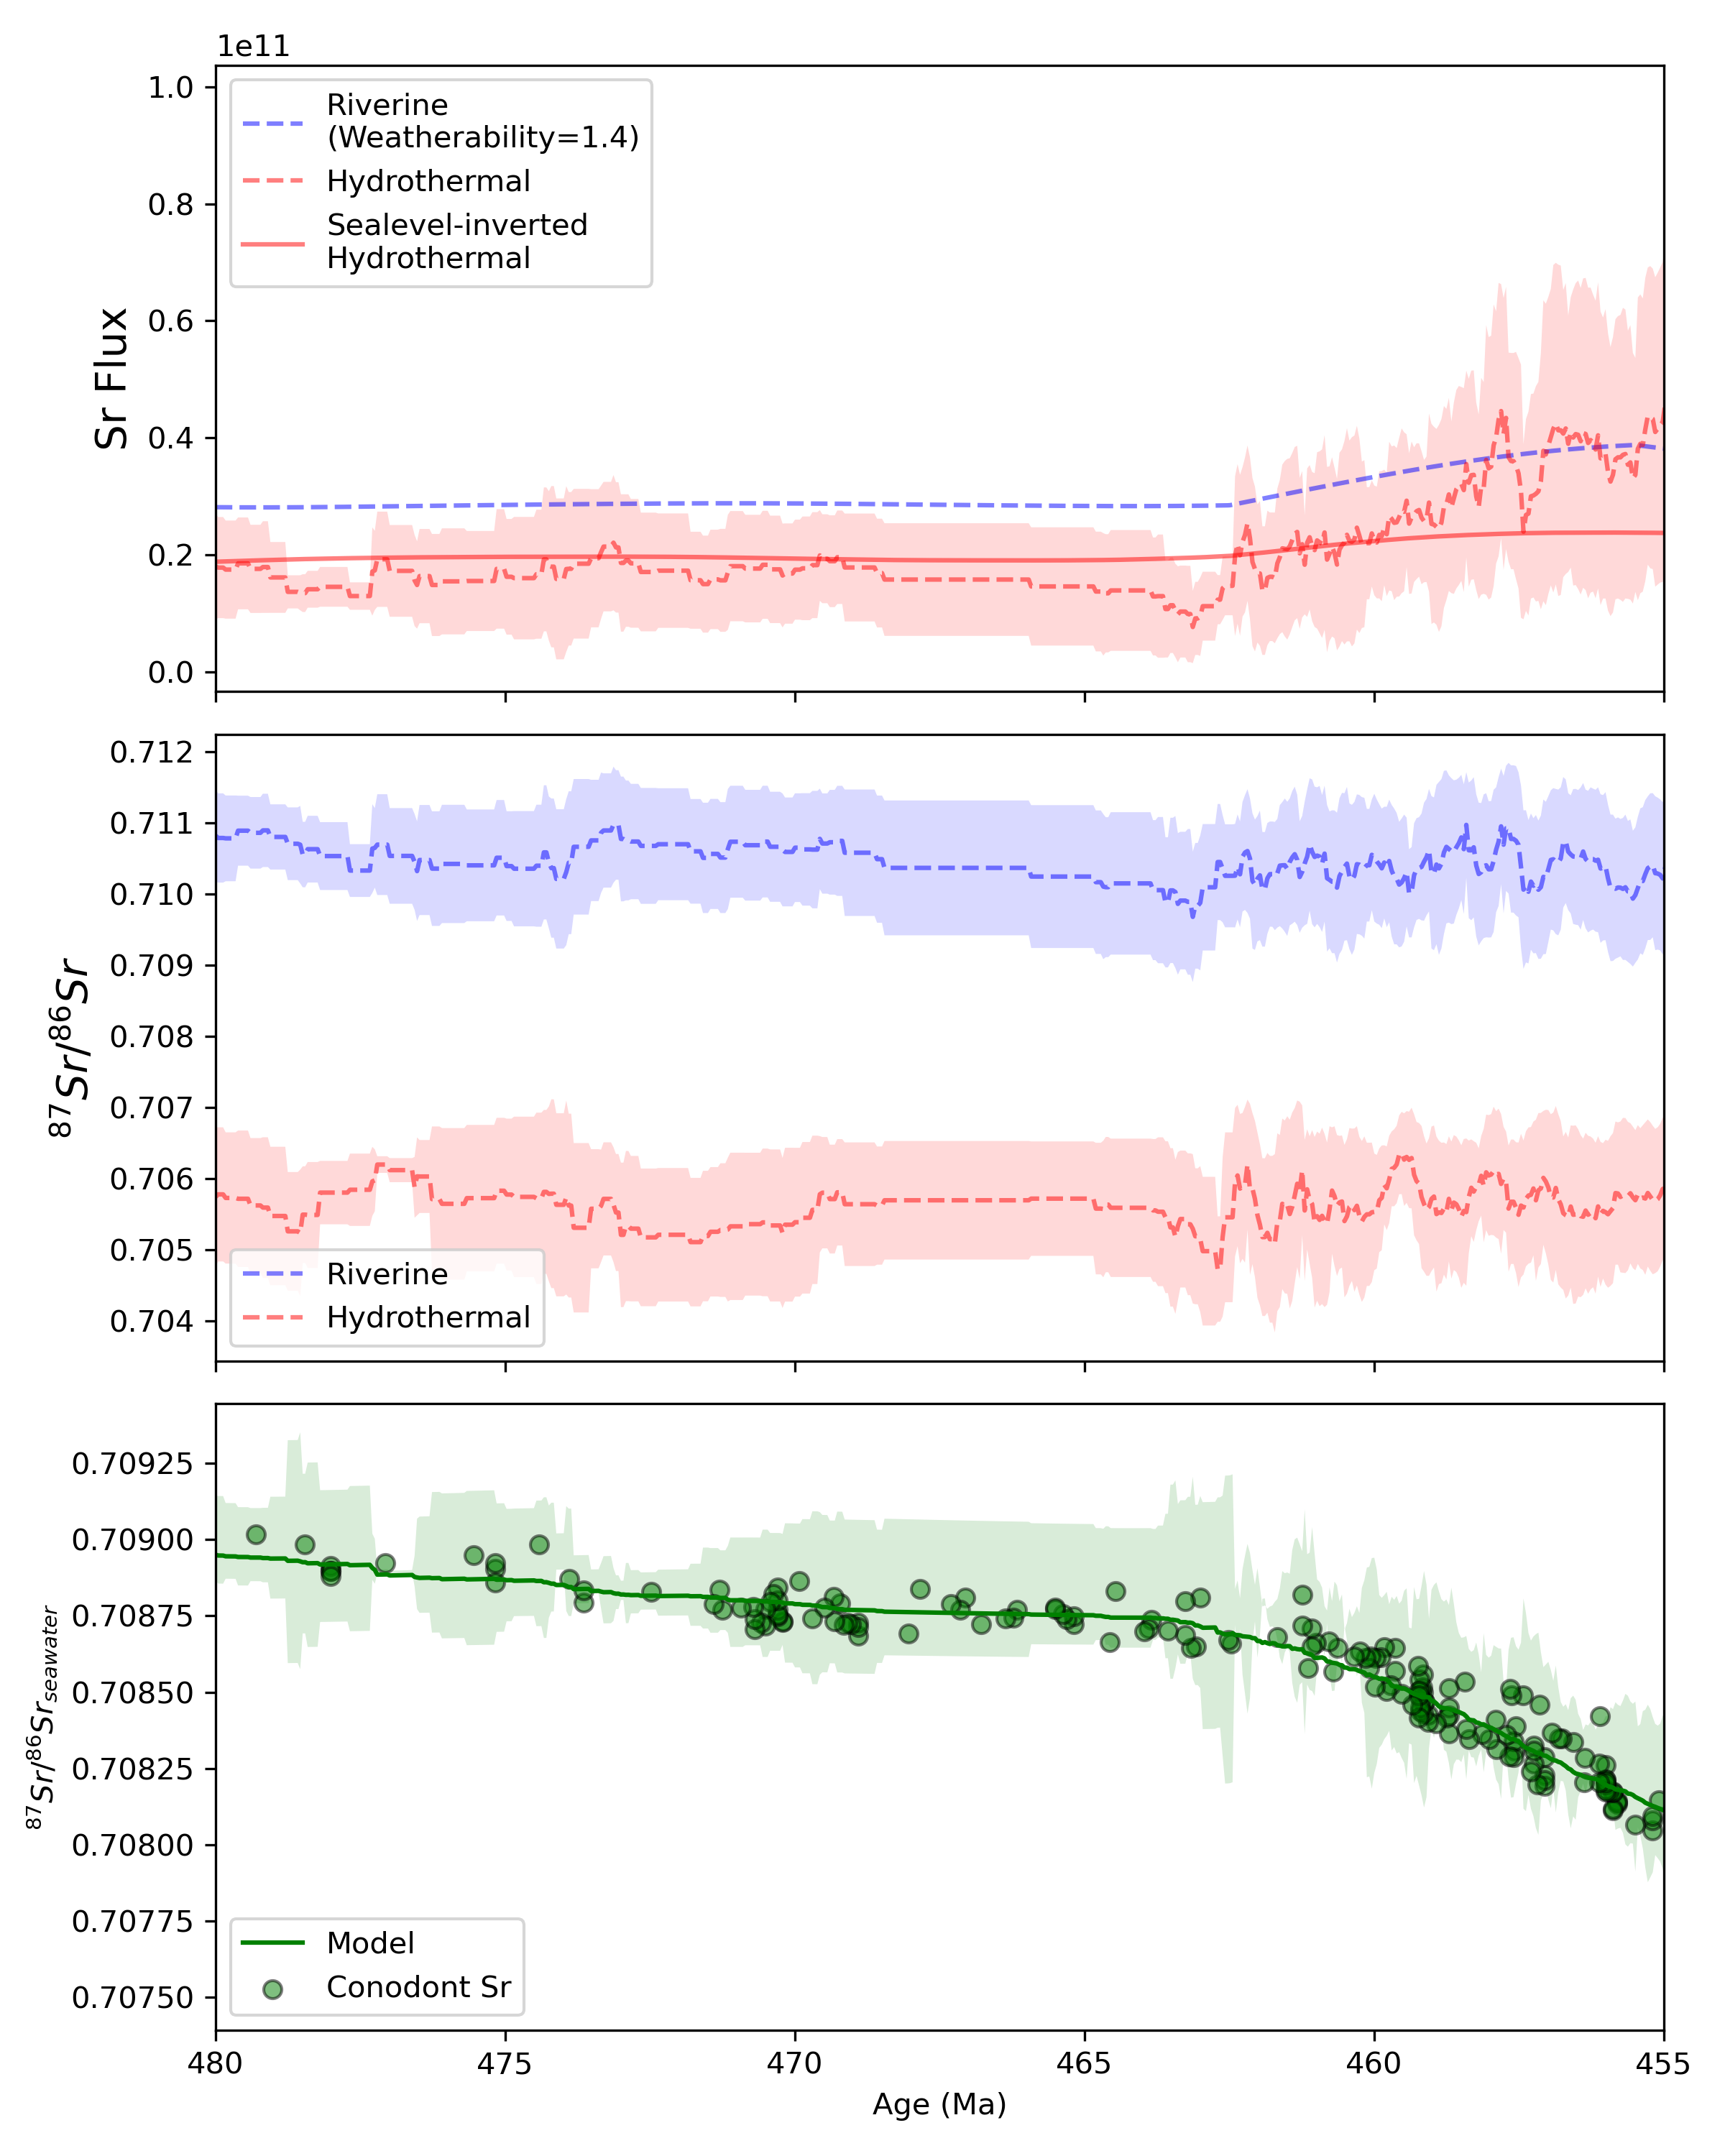 1e11
1.0
0.8
0.6
0.4
0.2
0.0
Sr Flux
Riverine
(Weatherability=1.4)
Hydrothermal
Sealevel-inverted
Hydrothermal
0.712
0.711
0.710
0.709
0.708
0.707
0.706
0.705
0.704
⁸⁷Sr/⁸⁶Sr
Riverine
Hydrothermal
0.70925
0.70900
0.70875
0.70850
0.70825
0.70800
0.70775
0.70750
⁸⁷Sr/⁸⁶Sr_seawater
Model
Conodont Sr
480 475 470 465 460 455
Age (Ma)